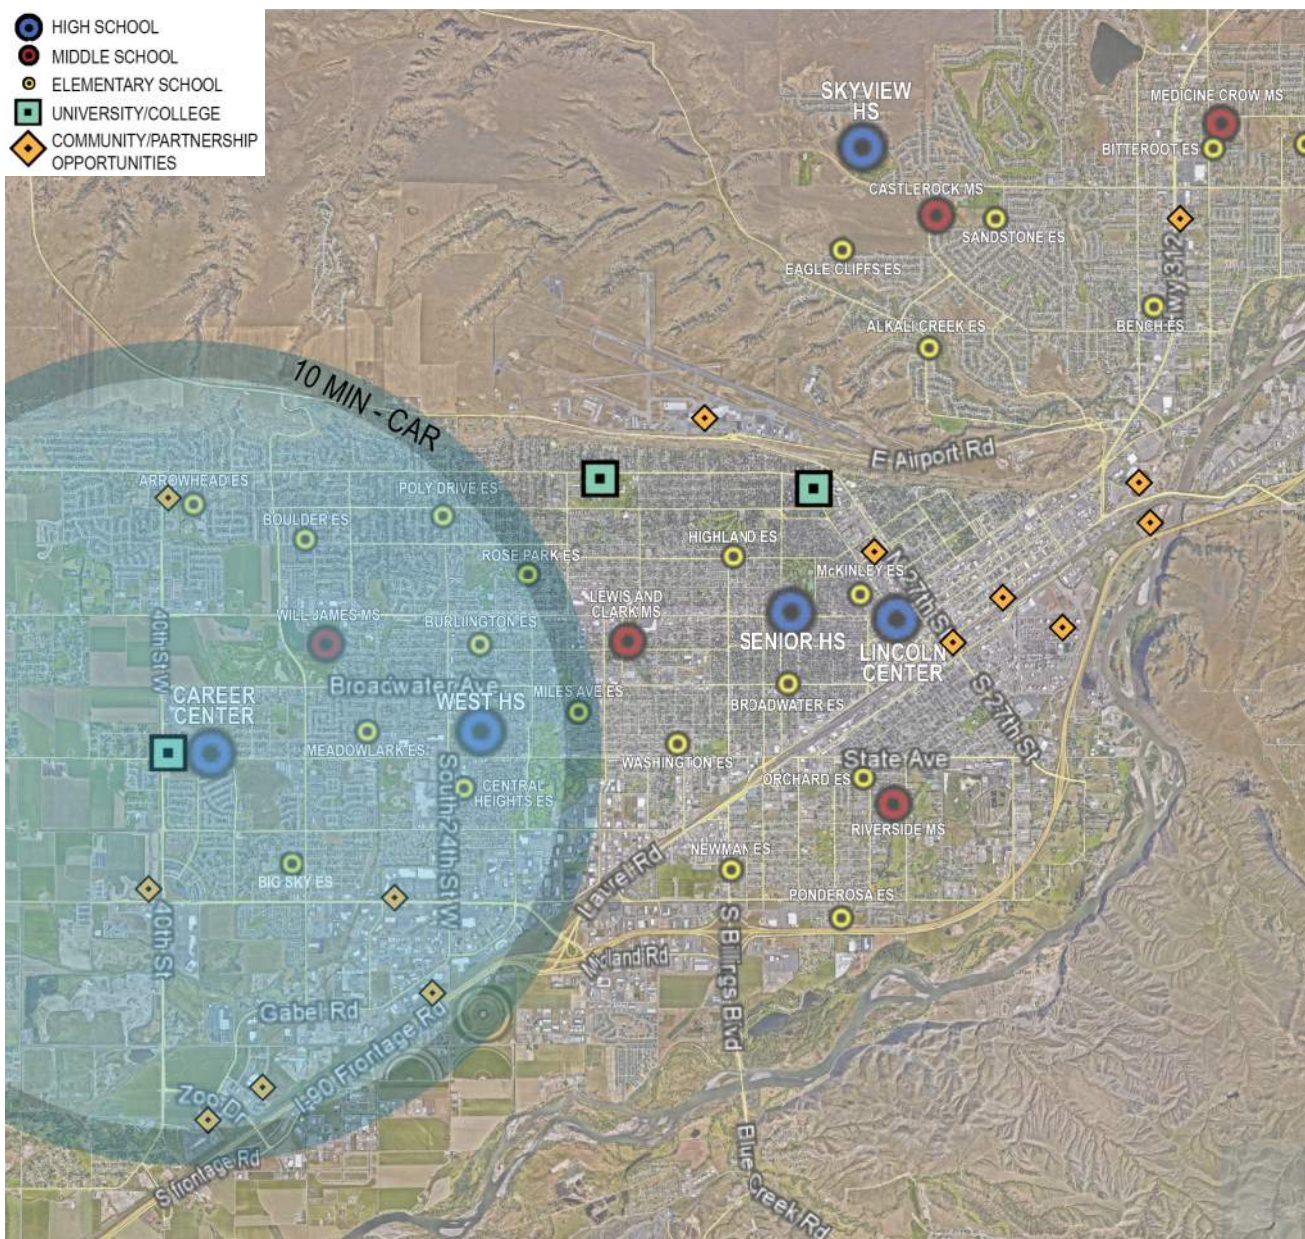 HIGH SCHOOL
MIDDLE SCHOOL
ELEMENTARY SCHOOL
UNIVERSITY/COLLEGE
COMMUNITY/PARTNERSHIP
OPPORTUNITIES
SKYVIEW
HS
MEDICINE CROW MS
BITTEROOT ES
CASTLEROCK MS
SANDSTONE ES
EAGLE CLIFFS ES
wy 312
BENCH ES
ALKALI CREEK ES
10 MIN - CAR
E Airport Rd
ARROWHEAD ES
POLY DRIVE ES
BOULDER ES
HIGHLAND ES
ROSE PARK ES
McKINLEY ES
N 27th St
LEWIS AND
CLARK MS
WILL JAMES MS
BURLINGTON ES
40th St W
SENIOR HS
LINCOLN
CENTER
Broadwater Ave
CAREER
CENTER
WEST HS
MILES AVE ES
BROADWATER ES
S 27th St
MEADOWLARK ES
WASHINGTON ES
State Ave
ORCHARD ES
South 24th St W
CENTRAL
HEIGHTS ES
RIVERSIDE MS
NEWMAN ES
Laurel Rd
BIG SKY ES
PONDEROSA ES
40th St
S Billings Blvd
Midland Rd
Gabel Rd
I-90 Frontage Rd
Zoo Dr
S frontage Rd
Blue Creek Rd